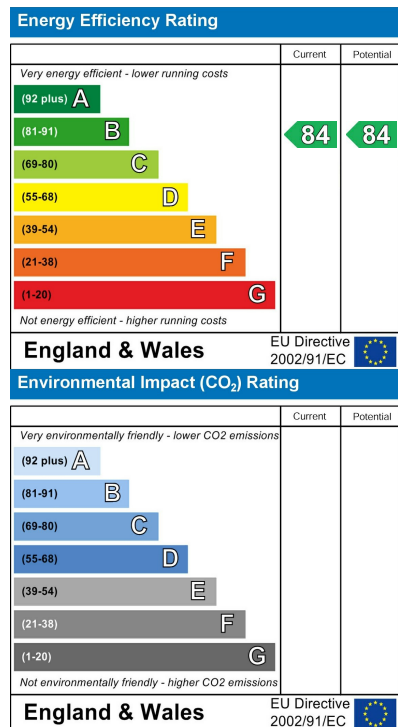 Energy Efficiency Rating
Current Potential
Very energy efficient - lower running costs
(92 plus) A
(81-91) B 84 84
(69-80) C
(55-68) D
(39-54) E
(21-38) F
(1-20) G
Not energy efficient - higher running costs
England & Wales EU Directive 2002/91/EC
Environmental Impact (CO₂) Rating
Current Potential
Very environmentally friendly - lower CO2 emissions
(92 plus) A
(81-91) B
(69-80) C
(55-68) D
(39-54) E
(21-38) F
(1-20) G
Not environmentally friendly - higher CO2 emissions
England & Wales EU Directive 2002/91/EC